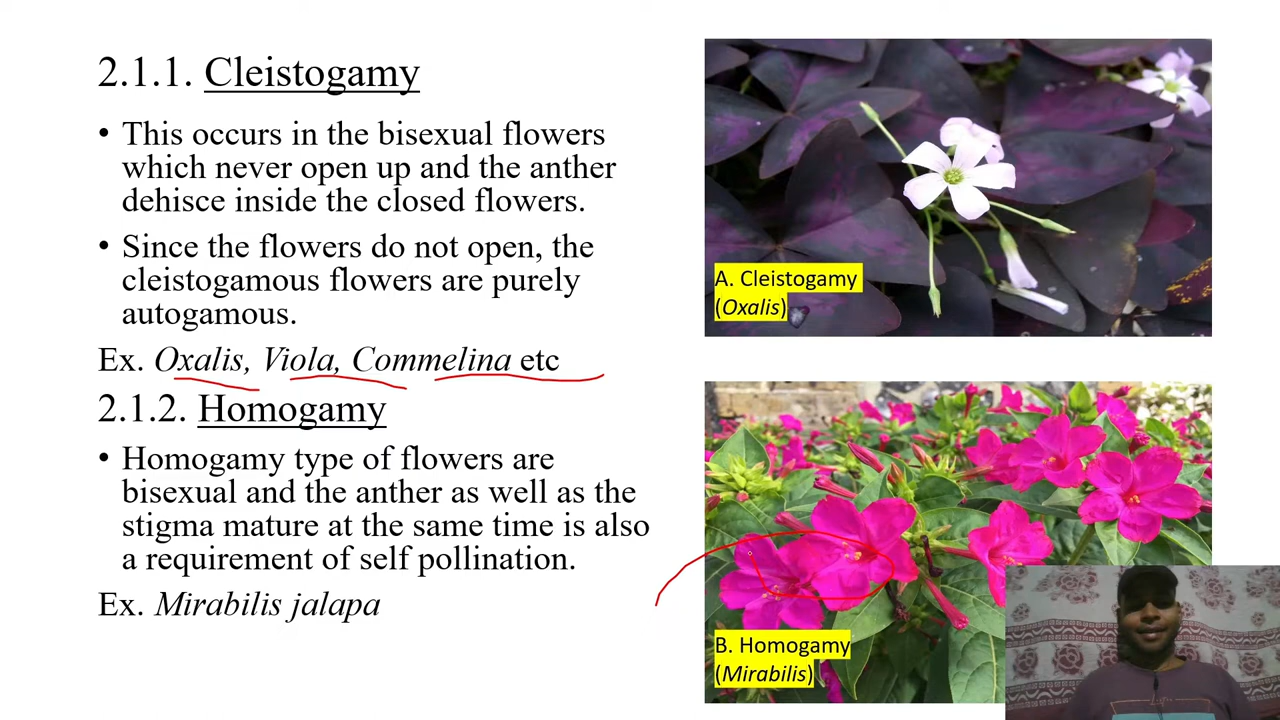 2.1.1. Cleistogamy
• This occurs in the bisexual flowers
which never open up and the anther
dehisce inside the closed flowers.
• Since the flowers do not open, the
cleistogamous flowers are purely
autogamous.
Ex. Oxalis, Viola, Commelina etc
2.1.2. Homogamy
• Homogamy type of flowers are
bisexual and the anther as well as the
stigma mature at the same time is also
a requirement of self pollination.
Ex. Mirabilis jalapa
A. Cleistogamy
(Oxalis)
B. Homogamy
(Mirabilis)